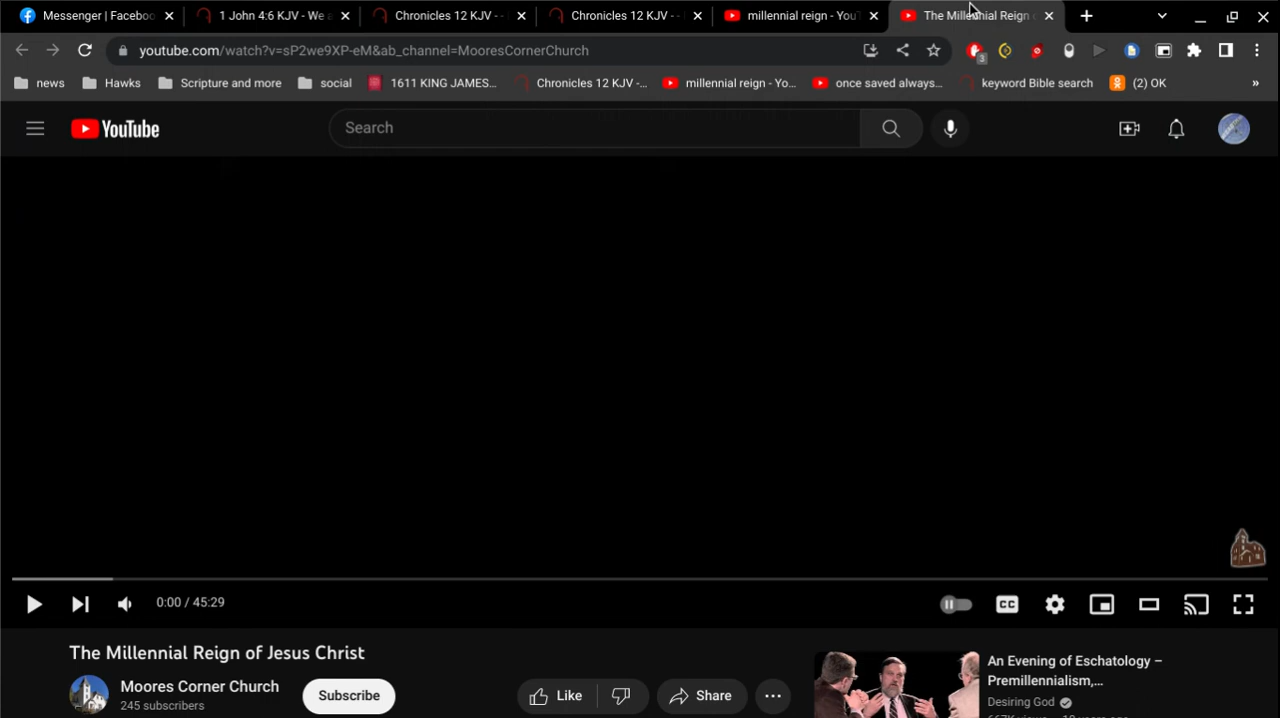 Messenger | Faceboo
1 John 4:6 KJV - We a
Chronicles 12 KJV - -
Chronicles 12 KJV - -
millennial reign - YouT
The Millennial Reign o
youtube.com/watch?v=sP2we9XP-eM&ab_channel=MooresCornerChurch
3
news
Hawks
Scripture and more
social
1611 KING JAMES...
Chronicles 12 KJV -...
millennial reign - Yo...
once saved always...
keyword Bible search
(2) OK
»
YouTube
Search
0:00 / 45:29
CC
The Millennial Reign of Jesus Christ
Moores Corner Church
245 subscribers
Subscribe
Like
Share
An Evening of Eschatology –
Premillennialism,...
Desiring God